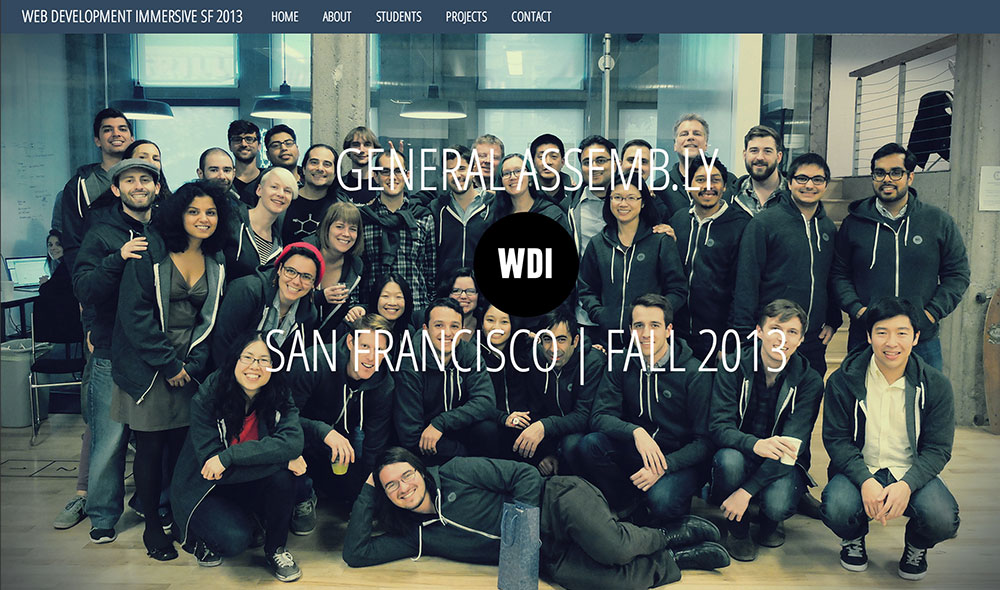 WEB DEVELOPMENT IMMERSIVE SF 2013 HOME ABOUT STUDENTS PROJECTS CONTACT
GENERAL ASSEMB.LY
WDI
SAN FRANCISCO | FALL 2013